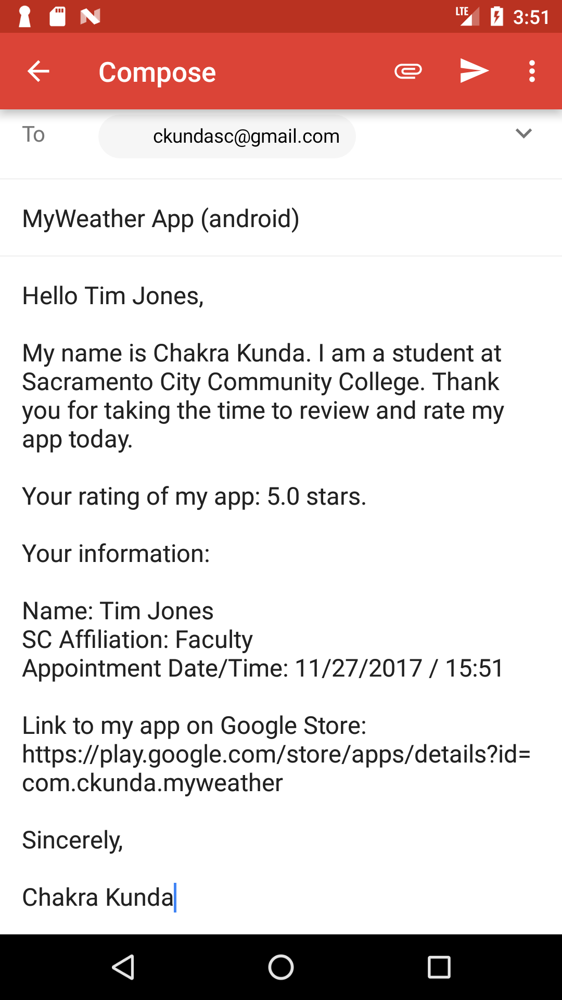 LTE 3:51
Compose
To ckundasc@gmail.com
MyWeather App (android)
Hello Tim Jones,
My name is Chakra Kunda. I am a student at
Sacramento City Community College. Thank
you for taking the time to review and rate my
app today.
Your rating of my app: 5.0 stars.
Your information:
Name: Tim Jones
SC Affiliation: Faculty
Appointment Date/Time: 11/27/2017 / 15:51
Link to my app on Google Store:
https://play.google.com/store/apps/details?id=
com.ckunda.myweather
Sincerely,
Chakra Kunda